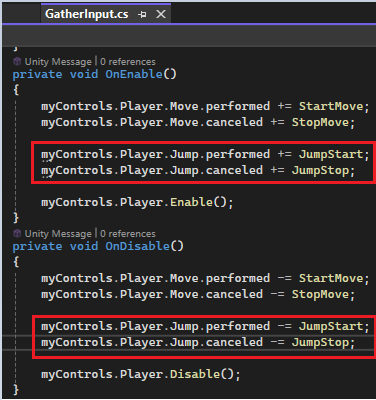 GatherInput.cs
}
Unity Message | 0 references
private void OnEnable()
{
myControls.Player.Move.performed += StartMove;
myControls.Player.Move.canceled += StopMove;
myControls.Player.Jump.performed += JumpStart;
myControls.Player.Jump.canceled += JumpStop;
myControls.Player.Enable();
}
Unity Message | 0 references
private void OnDisable()
{
myControls.Player.Move.performed -= StartMove;
myControls.Player.Move.canceled -= StopMove;
myControls.Player.Jump.performed -= JumpStart;
myControls.Player.Jump.canceled -= JumpStop;
myControls.Player.Disable();
}